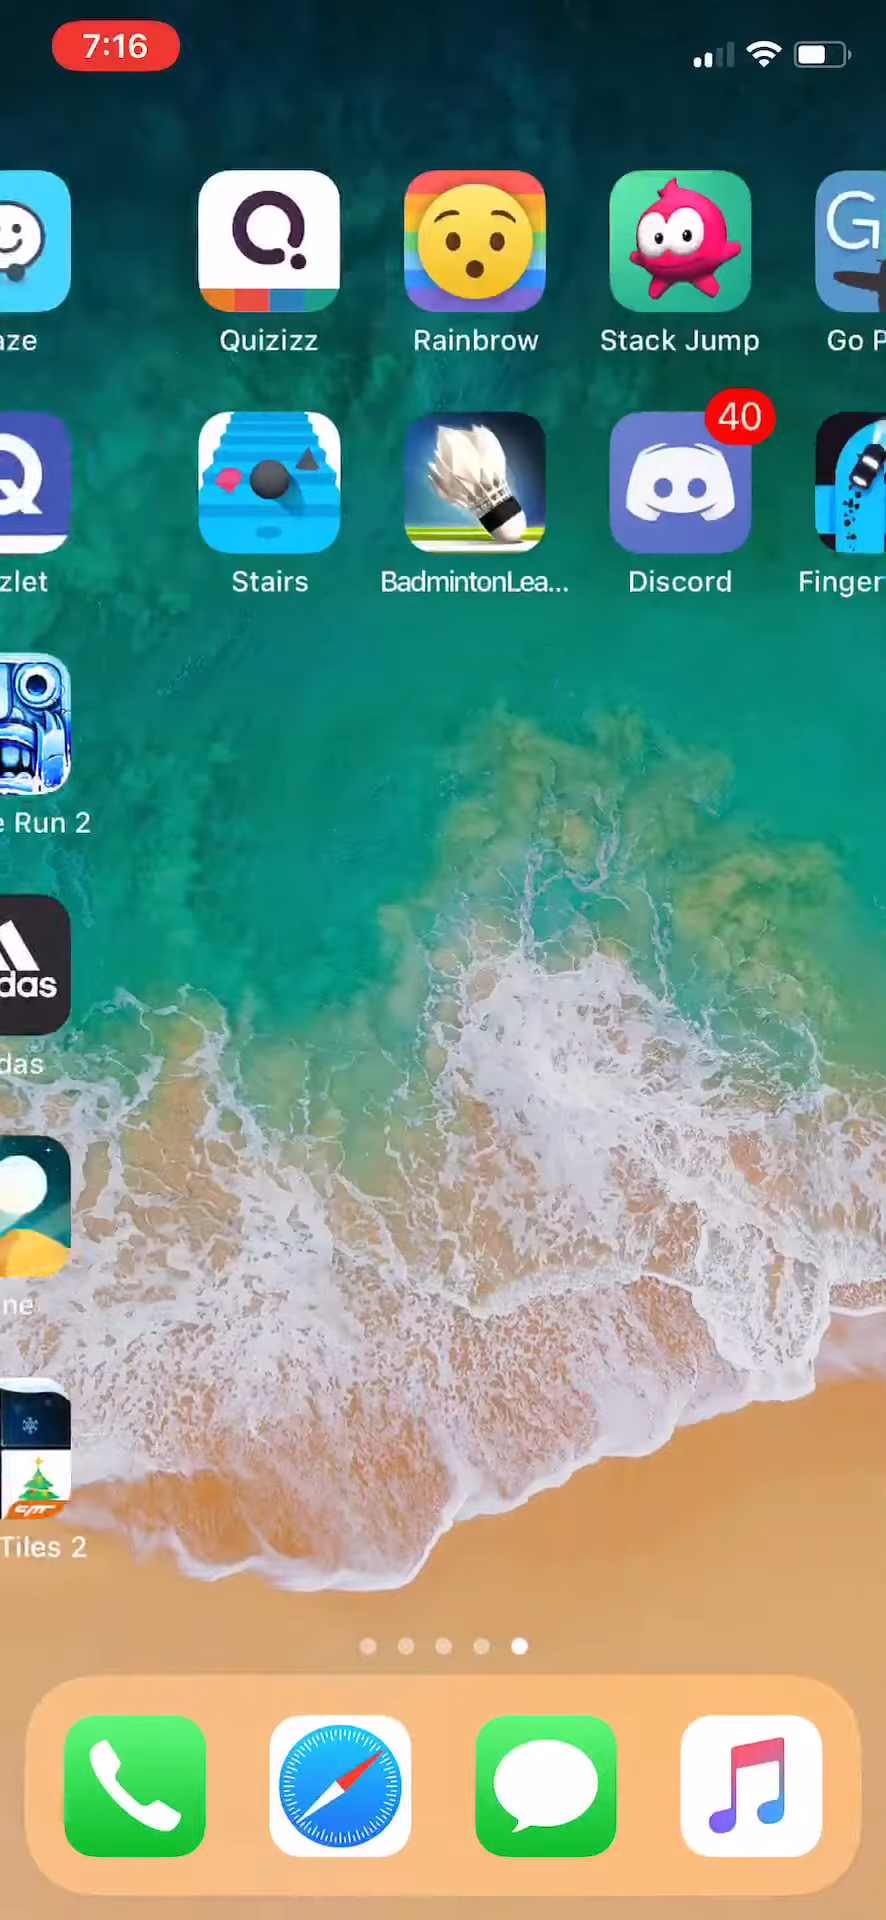 7:16
aze
Quizizz
Rainbrow
Stack Jump
Go P
G
40
zlet
Stairs
BadmintonLea...
Discord
Finger
e Run 2
das
das
ne
Tiles 2